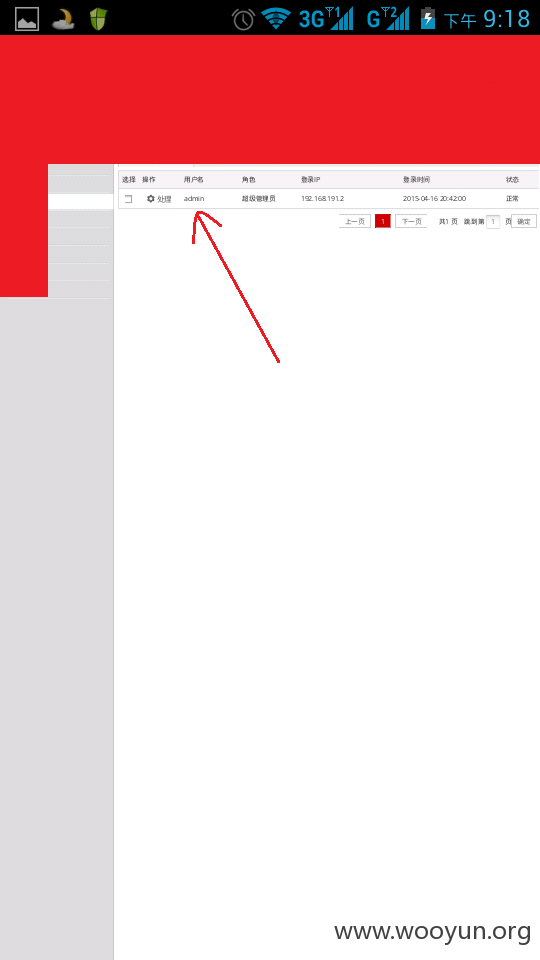 3G 1 G 2 下午 9:18
选择 操作 用户名 角色 登录IP 登录时间 状态
处理 admin 超级管理员 192.168.191.2 2015-04-16 20:42:00 正常
上一页 1 下一页 共1 页 跳到第 1 页 确定
www.wooyun.org